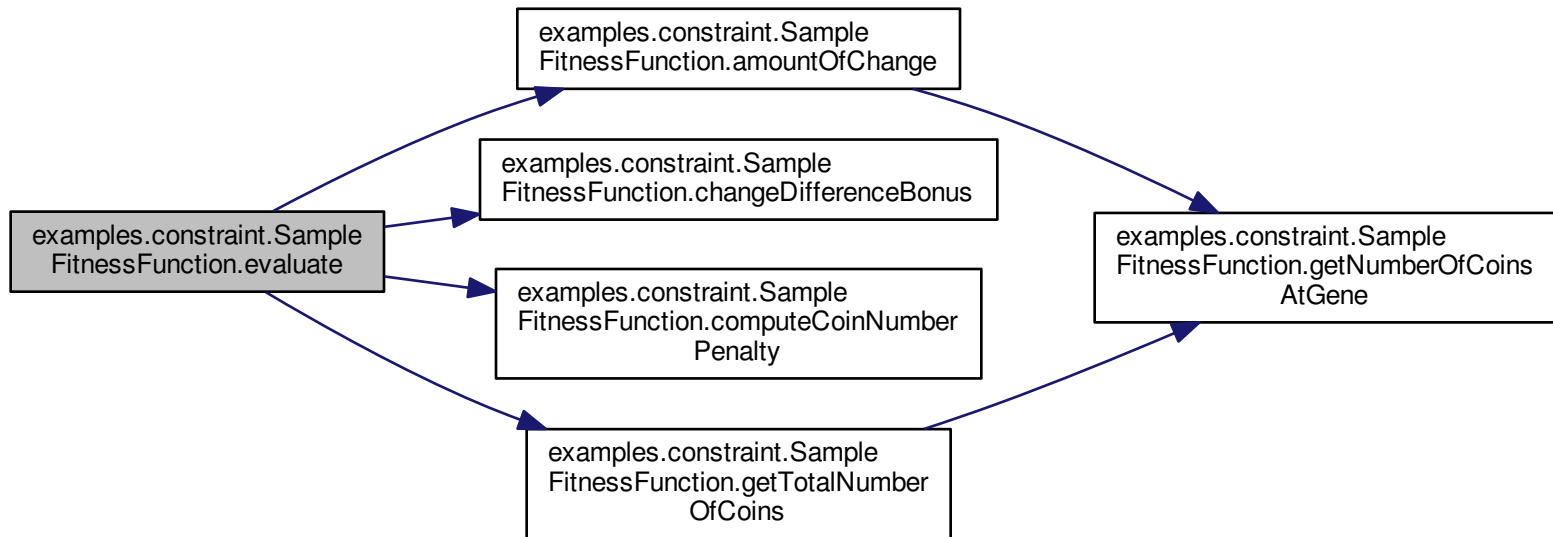 examples.constraint.Sample
FitnessFunction.evaluate
examples.constraint.Sample
FitnessFunction.amountOfChange
examples.constraint.Sample
FitnessFunction.changeDifferenceBonus
examples.constraint.Sample
FitnessFunction.computeCoinNumber
Penalty
examples.constraint.Sample
FitnessFunction.getTotalNumber
OfCoins
examples.constraint.Sample
FitnessFunction.getNumberOfCoins
AtGene